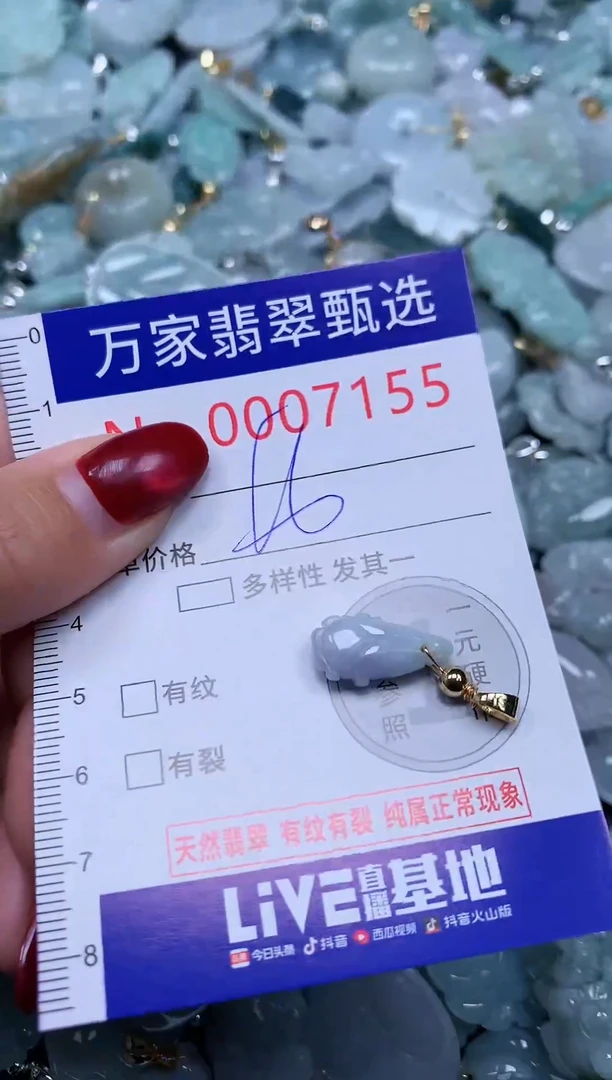 0
万家翡翠甄选
1
0007155
单价格
多样性 发其一
4
一元硬
参照
5
有纹
6
有裂
天然翡翠 有纹有裂 纯属正常现象
7
LiVE直播基地
今日头条 抖音 西瓜视频 抖音火山版
8